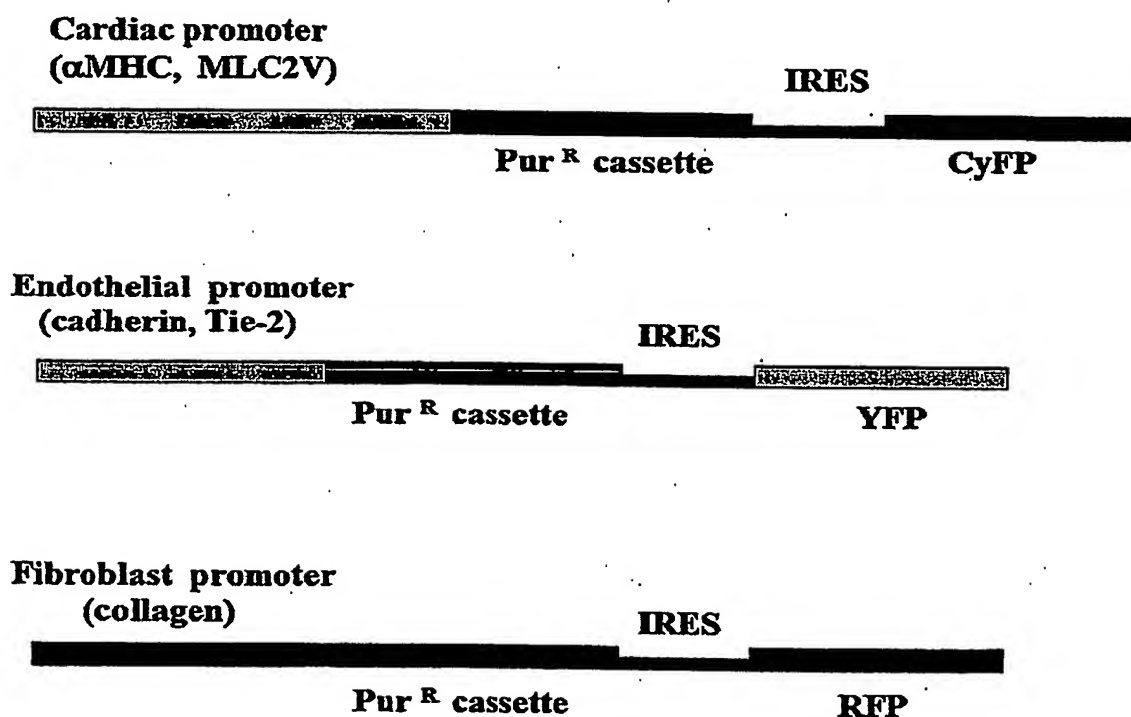 Cardiac promoter
(αMHC, MLC2V)
IRES
Pur R cassette
CyFP
Endothelial promoter
(cadherin, Tie-2)
IRES
Pur R cassette
YFP
Fibroblast promoter
(collagen)
IRES
Pur R cassette
RFP